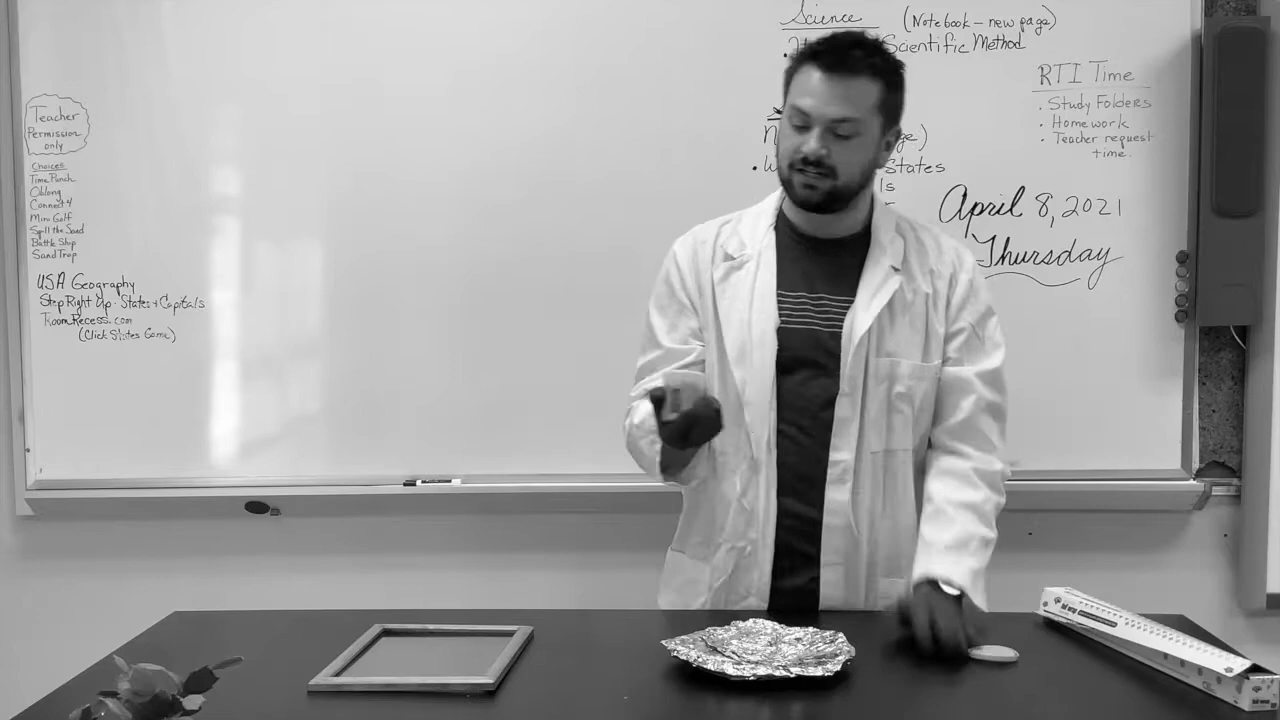 Teacher
Permission
only
Choices:
Time Punch
Oblong
Connect 4
Mini Golf
Spill the Sand
Battle Ship
Sand Trap
USA Geography
Step Right Up - States + Capitals
RoomRecess.com
(Click States Game)
Science (Notebook - new page)
Scientific Method
States
RTI Time
• Study Folders
• Homework
• Teacher request
time.
April 8, 2021
Thursday